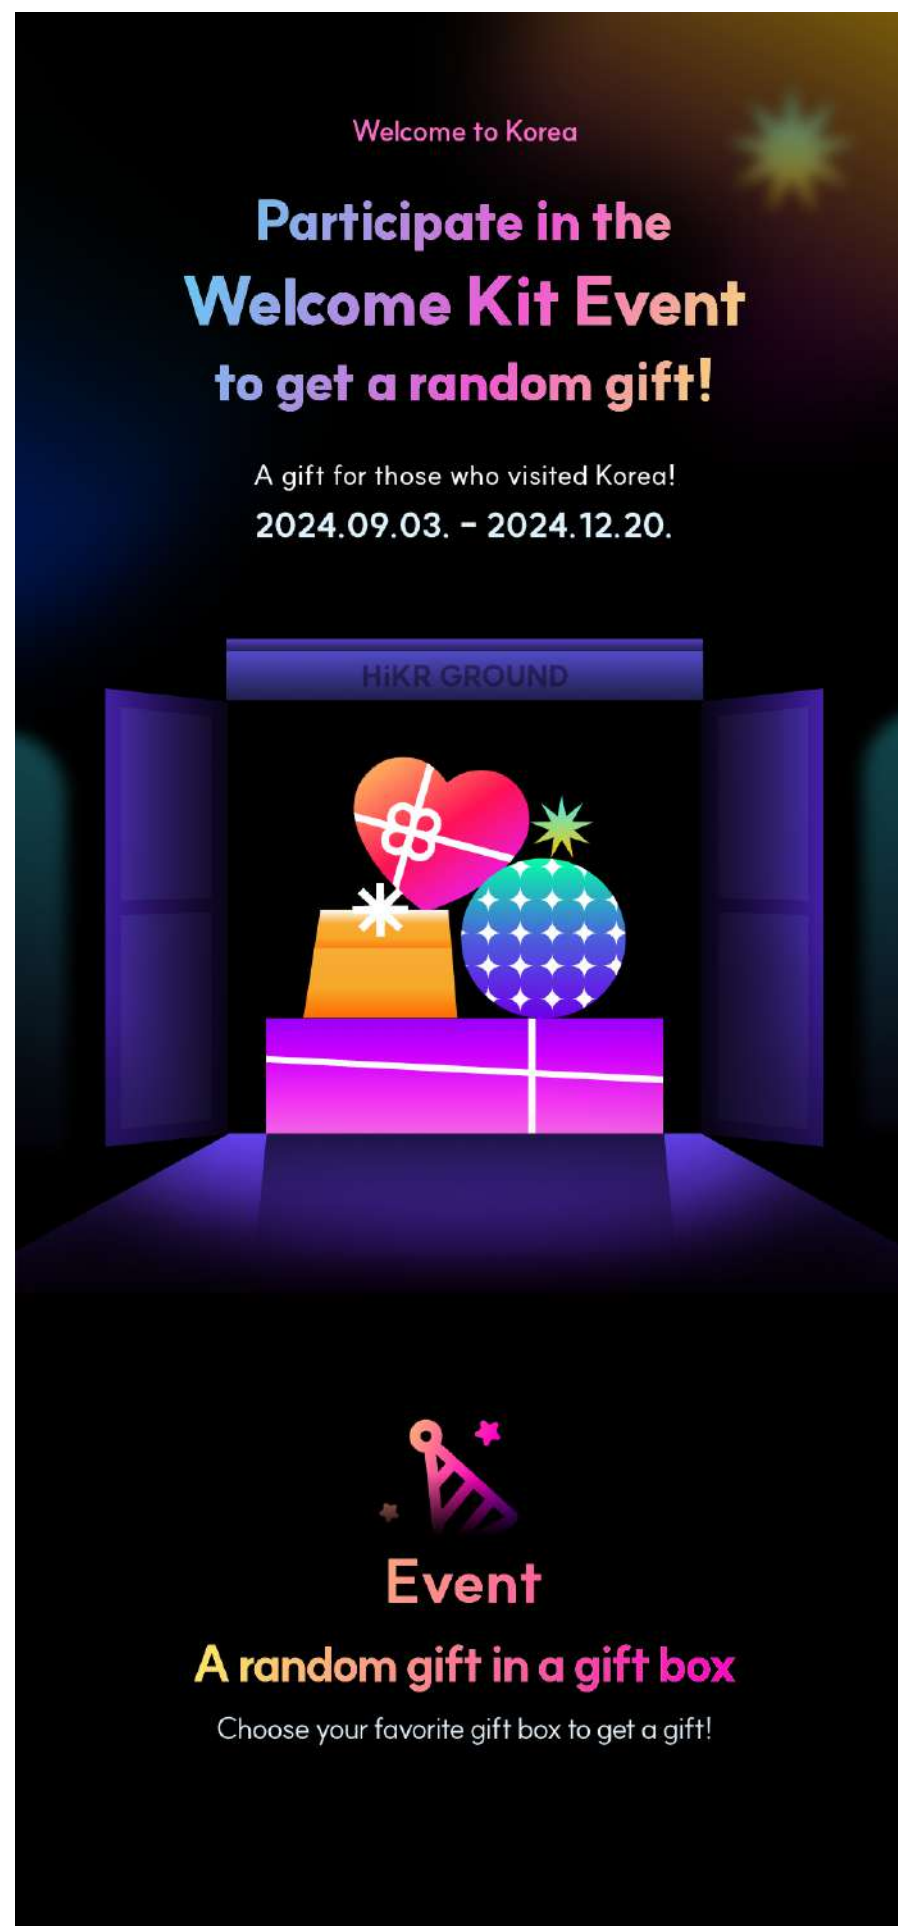 Welcome to Korea
Participate in the
Welcome Kit Event
to get a random gift!
A gift for those who visited Korea!
2024.09.03. - 2024.12.20.
HiKR GROUND
Event
A random gift in a gift box
Choose your favorite gift box to get a gift!